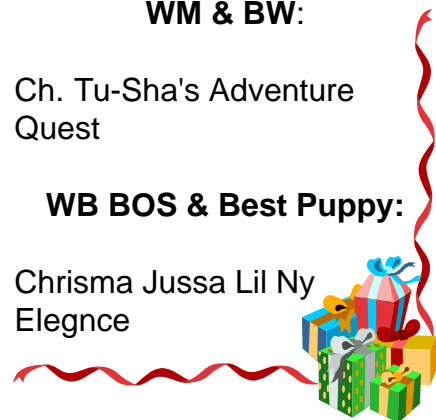 WM & BW:
Ch. Tu-Sha's Adventure
Quest
WB BOS & Best Puppy:
Chrisma Jussa Lil Ny
Elegnce